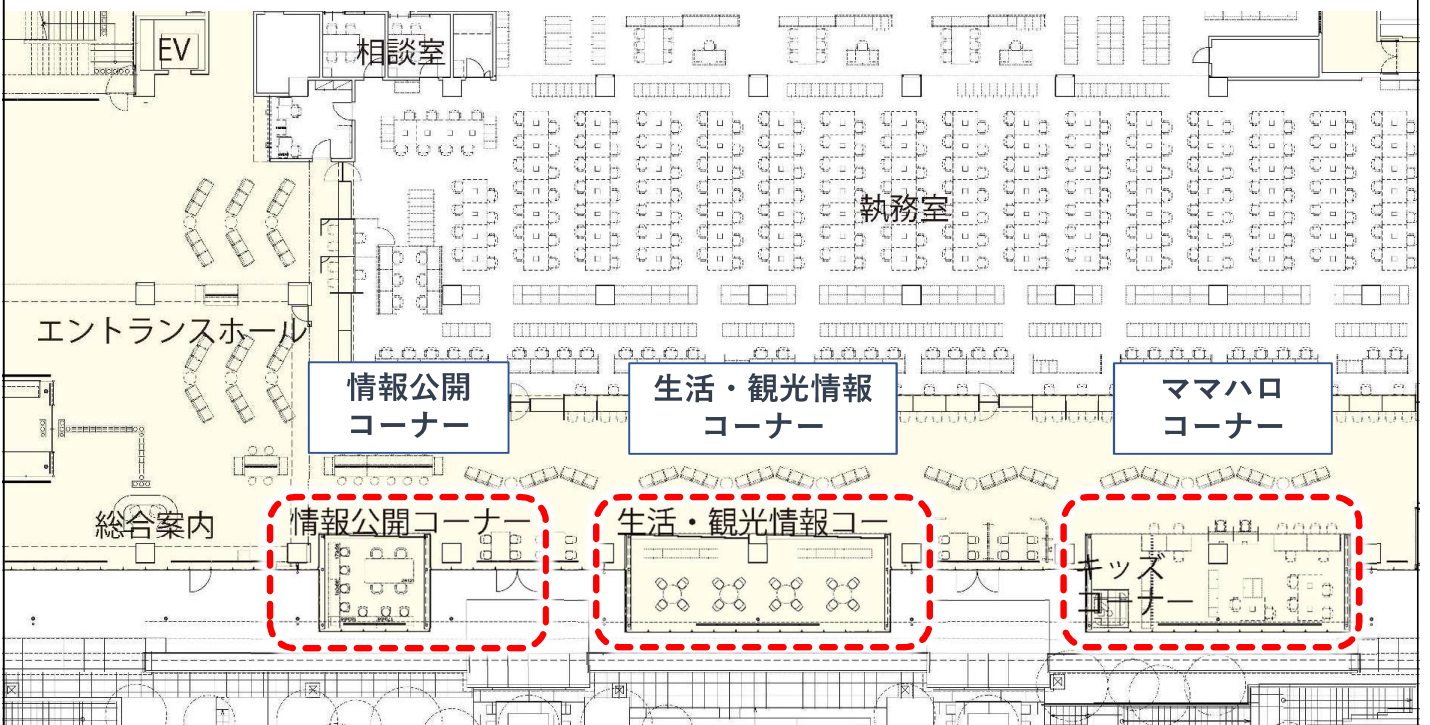 EV
相談室
執務室
エントランスホール
情報公開
コーナー
生活・観光情報
コーナー
ママハロ
コーナー
総合案内
情報公開コーナー
生活・観光情報コー
キッズ
コーナー